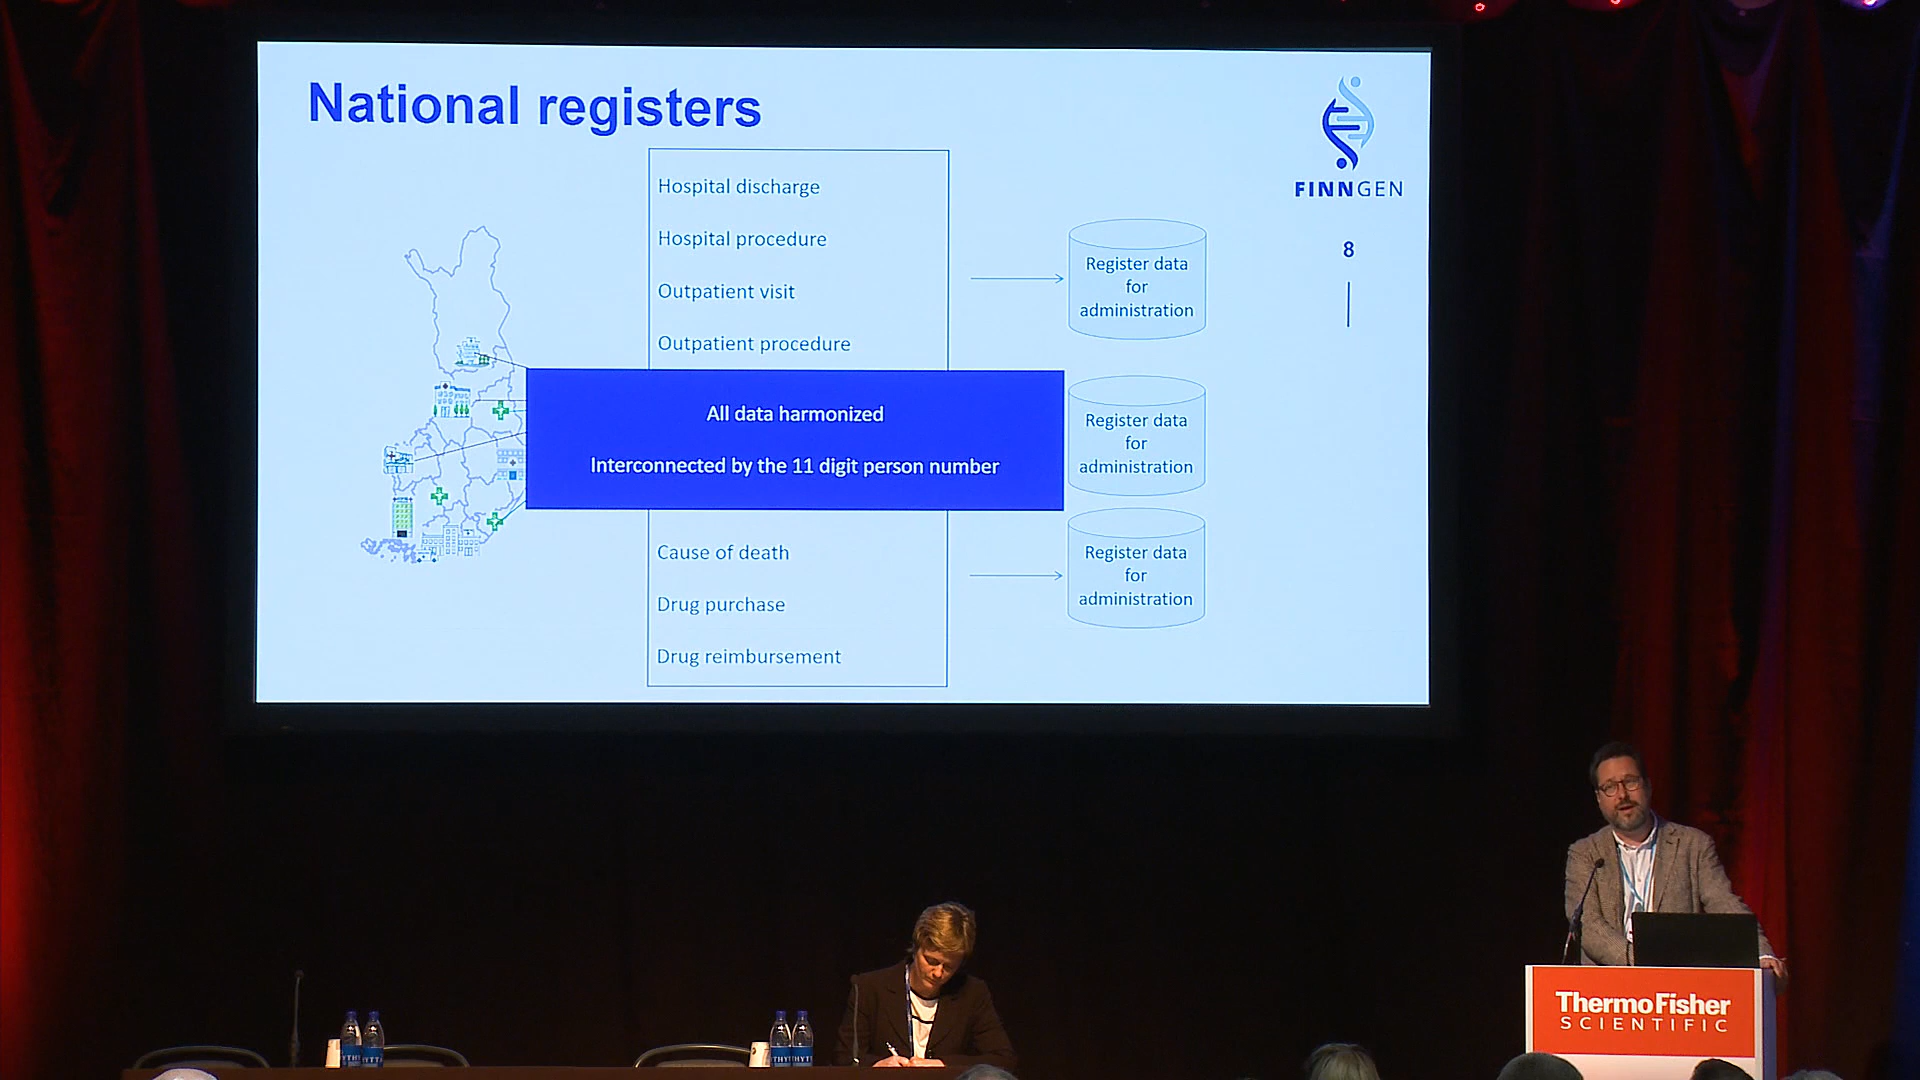 National registers
FINNGEN
8
Hospital discharge
Hospital procedure
Outpatient visit
Outpatient procedure
Register data
for
administration
All data harmonized
Interconnected by the 11 digit person number
Register data
for
administration
Cause of death
Drug purchase
Drug reimbursement
Register data
for
administration
ThermoFisher
SCIENTIFIC